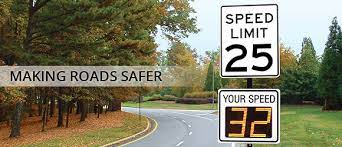 MAKING ROADS SAFER
SPEED
LIMIT
25
YOUR SPEED
32